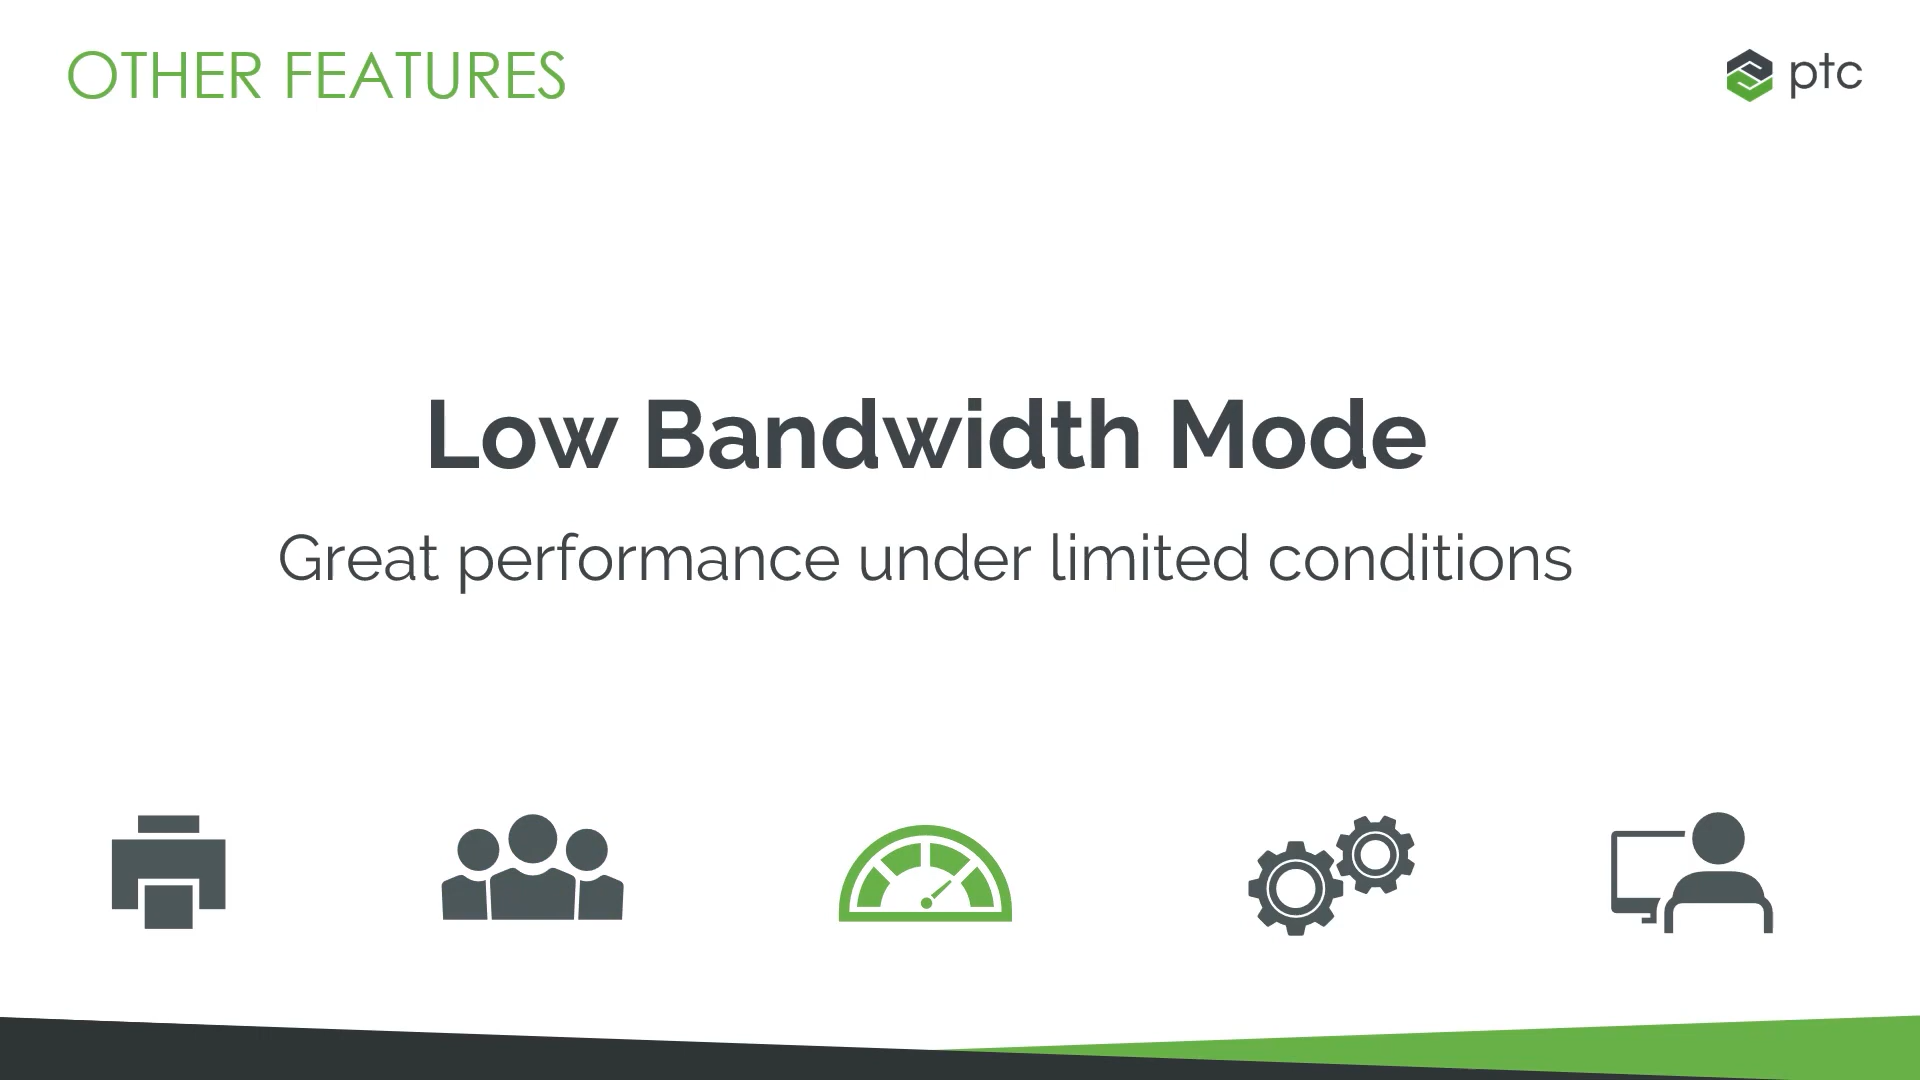 OTHER FEATURES
ptc
Low Bandwidth Mode
Great performance under limited conditions